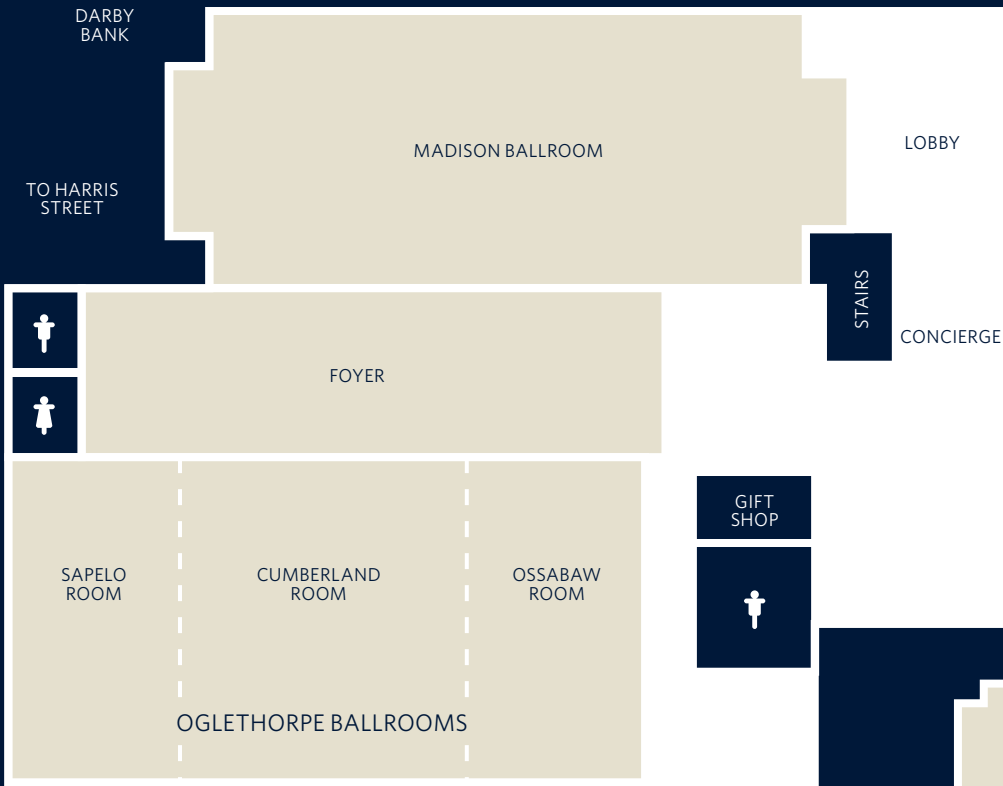 DARBY
BANK
MADISON BALLROOM
LOBBY
TO HARRIS
STREET
STAIRS
CONCIERGE
FOYER
GIFT
SHOP
SAPELO
ROOM
CUMBERLAND
ROOM
OSSABAW
ROOM
OGLETHORPE BALLROOMS